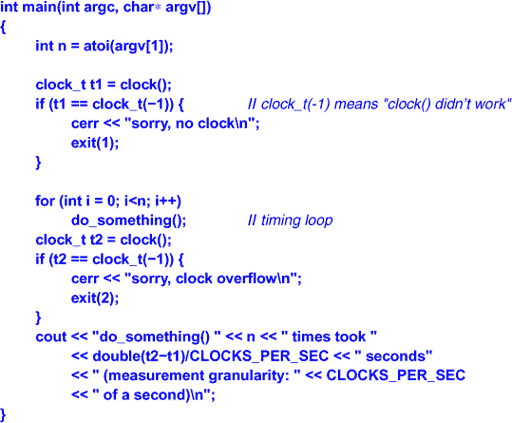 int main(int argc, char* argv[])
{
int n = atoi(argv[1]);
clock_t t1 = clock();
if (t1 == clock_t(−1)) { // clock_t(-1) means "clock() didn't work"
cerr << "sorry, no clock\n";
exit(1);
}
for (int i = 0; i<n; i++)
do_something(); // timing loop
clock_t t2 = clock();
if (t2 == clock_t(−1)) {
cerr << "sorry, clock overflow\n";
exit(2);
}
cout << "do_something() " << n << " times took "
<< double(t2−t1)/CLOCKS_PER_SEC << " seconds"
<< " (measurement granularity: " << CLOCKS_PER_SEC
<< " of a second)\n";
}